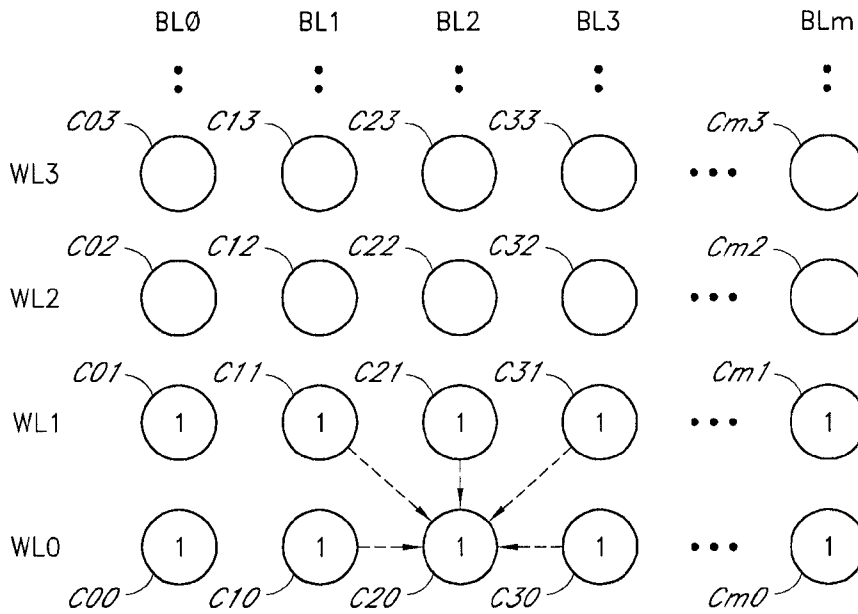 BLØ BL1 BL2 BL3 BLm
C03 C13 C23 C33 Cm3
WL3
C02 C12 C22 C32 Cm2
WL2
C01 C11 C21 C31 Cm1
WL1 1 1 1 1 1
WL0 1 1 1 1 1
C00 C10 C20 C30 Cm0